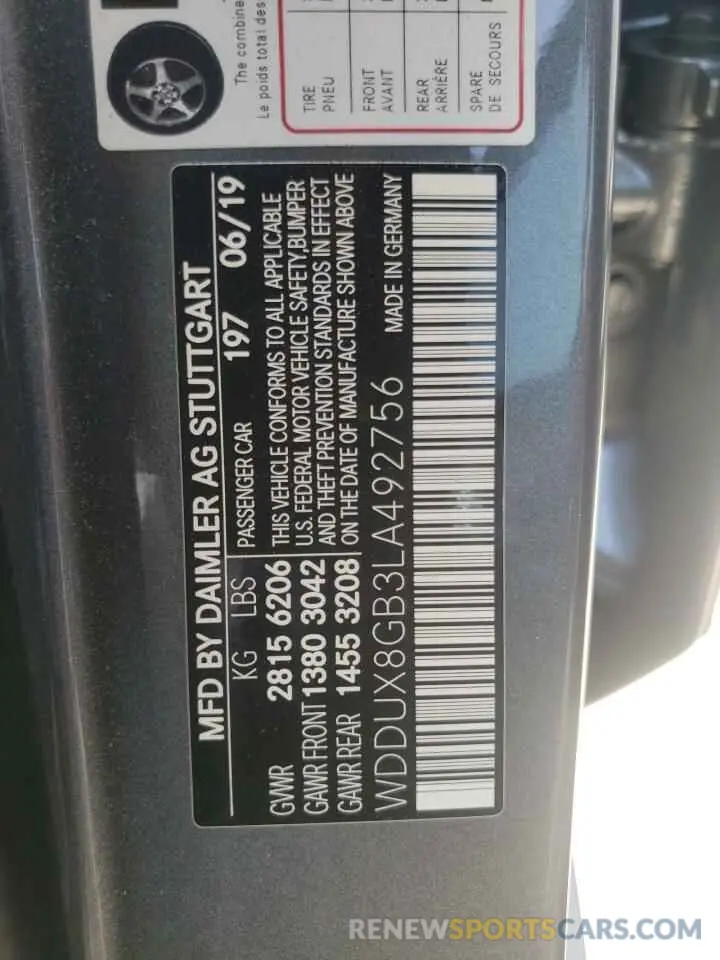 The combine
Le poids total des
TIRE
PNEU
FRONT
AVANT
REAR
ARRIÈRE
SPARE
DE SECOURS
MFD BY DAIMLER AG STUTTGART
KG LBS PASSENGER CAR 197 06/19
GVWR 2815 6206 THIS VEHICLE CONFORMS TO ALL APPLICABLE
U.S. FEDERAL MOTOR VEHICLE SAFETY,BUMPER
GAWR FRONT 1380 3042 AND THEFT PREVENTION STANDARDS IN EFFECT
GAWR REAR 1455 3208 ON THE DATE OF MANUFACTURE SHOWN ABOVE
WDDUX8GB3LA492756 MADE IN GERMANY
RENEWSPORTSCARS.COM